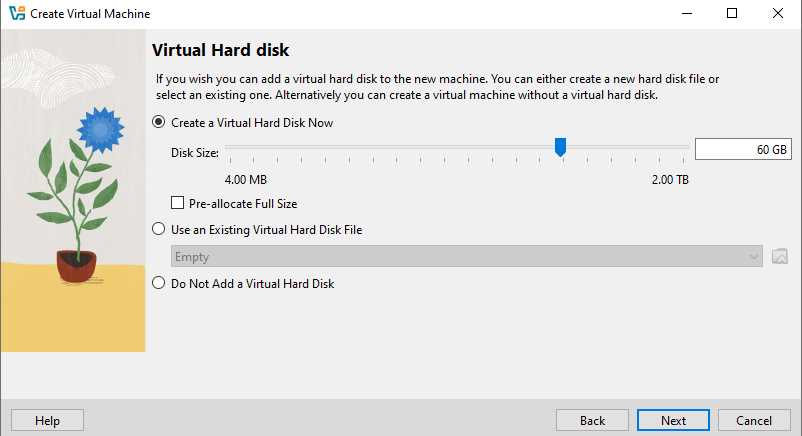 Create Virtual Machine
Virtual Hard disk
If you wish you can add a virtual hard disk to the new machine. You can either create a new hard disk file or
select an existing one. Alternatively you can create a virtual machine without a virtual hard disk.
Create a Virtual Hard Disk Now
Disk Size:
60 GB
4.00 MB
2.00 TB
Pre-allocate Full Size
Use an Existing Virtual Hard Disk File
Empty
Do Not Add a Virtual Hard Disk
Help
Back
Next
Cancel